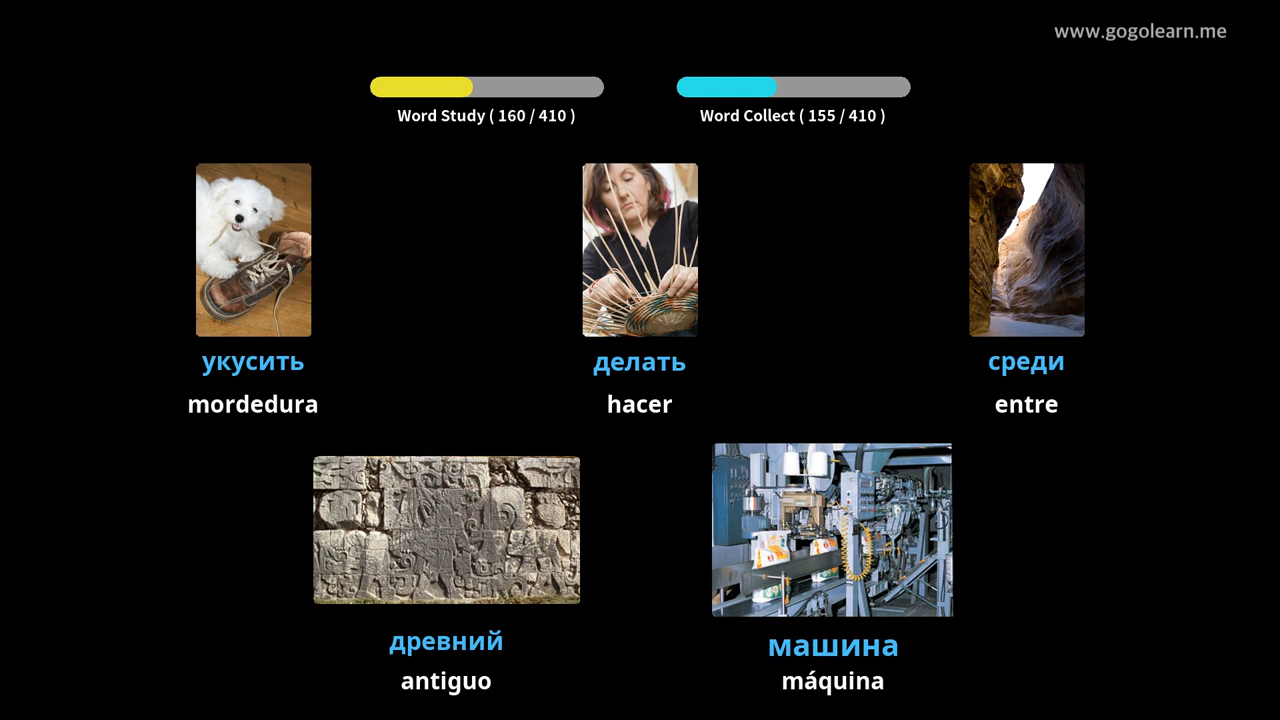 www.gogolearn.me
Word Study ( 160 / 410 )
Word Collect ( 155 / 410 )
укусить
делать
среди
mordedura
hacer
entre
древний
машина
antiguo
máquina